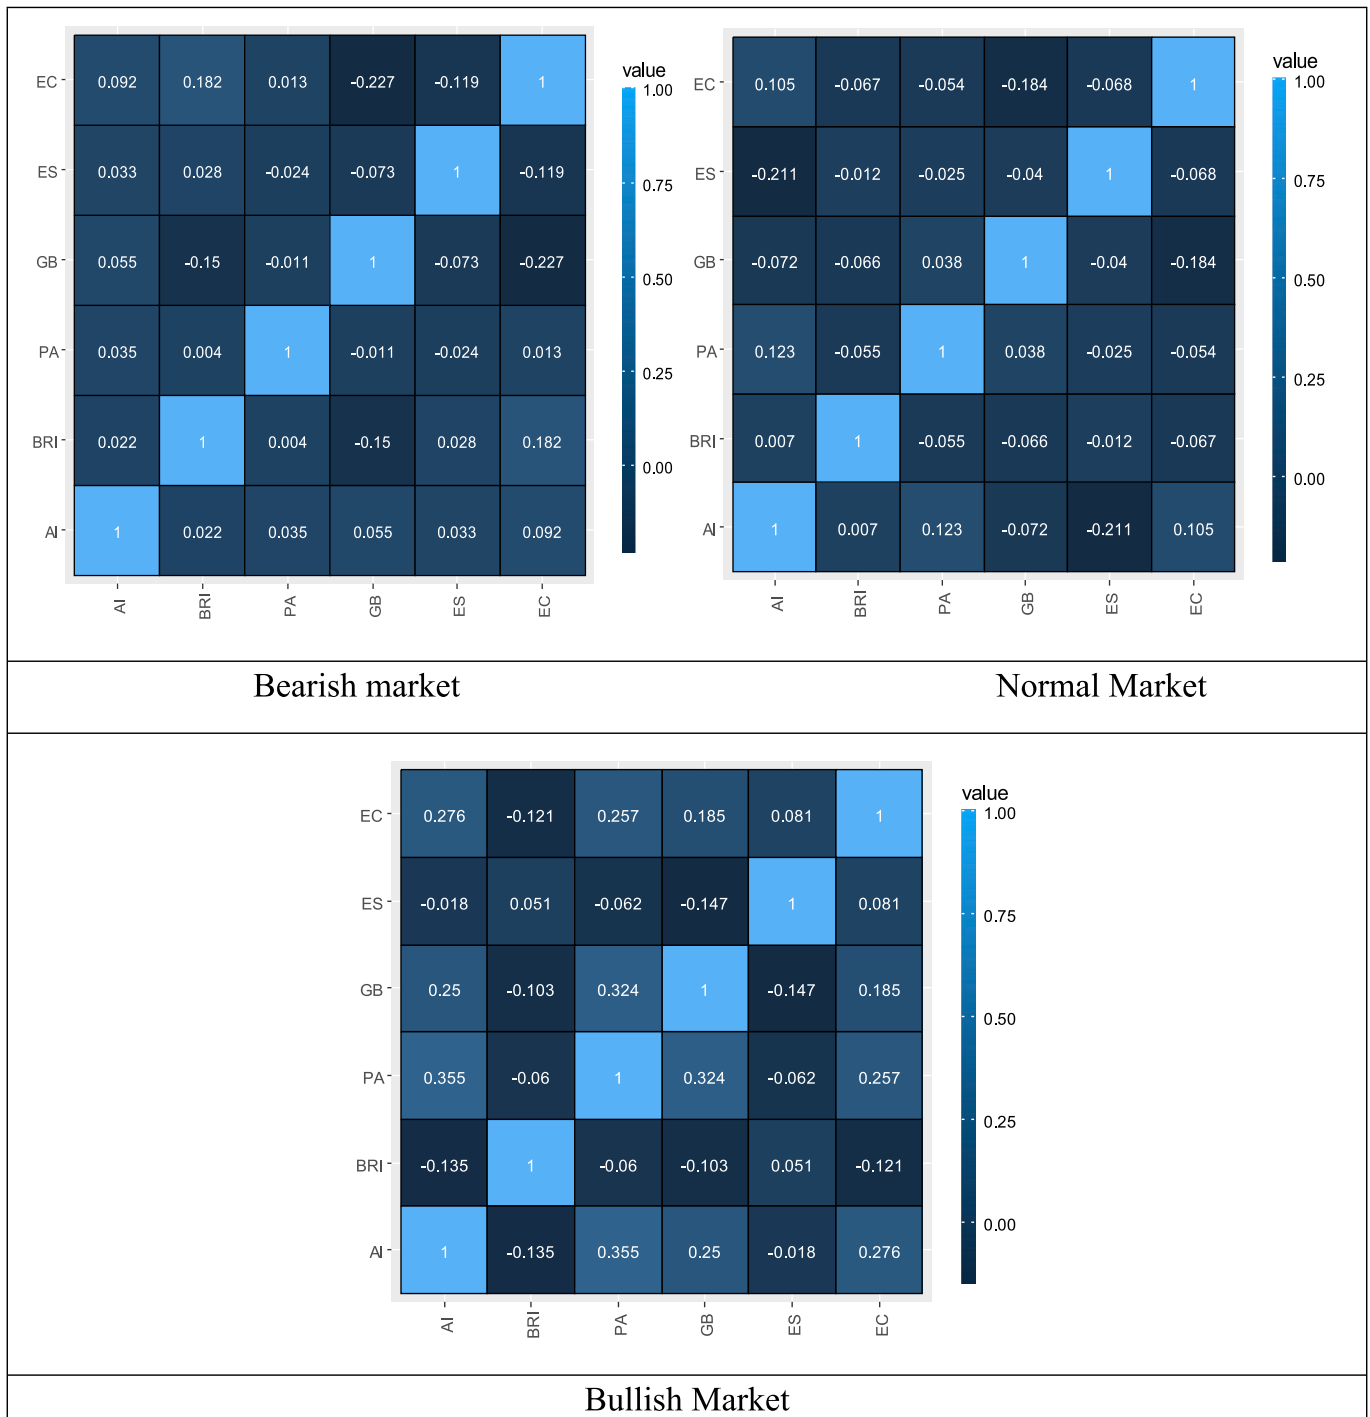 EC 0.092 0.182 0.013 -0.227 -0.119 1
ES 0.033 0.028 -0.024 -0.073 1 -0.119
GB 0.055 -0.15 -0.011 1 -0.073 -0.227
PA 0.035 0.004 1 -0.011 -0.024 0.013
BRI 0.022 1 0.004 -0.15 0.028 0.182
AI 1 0.022 0.035 0.055 0.033 0.092
AI BRI PA GB ES EC
value
1.00
0.75
0.50
0.25
0.00
EC 0.105 -0.067 -0.054 -0.184 -0.068 1
ES -0.211 -0.012 -0.025 -0.04 1 -0.068
GB -0.072 -0.066 0.038 1 -0.04 -0.184
PA 0.123 -0.055 1 0.038 -0.025 -0.054
BRI 0.007 1 -0.055 -0.066 -0.012 -0.067
AI 1 0.007 0.123 -0.072 -0.211 0.105
AI BRI PA GB ES EC
value
1.00
0.75
0.50
0.25
0.00
Bearish market
Normal Market
EC 0.276 -0.121 0.257 0.185 0.081 1
ES -0.018 0.051 -0.062 -0.147 1 0.081
GB 0.25 -0.103 0.324 1 -0.147 0.185
PA 0.355 -0.06 1 0.324 -0.062 0.257
BRI -0.135 1 -0.06 -0.103 0.051 -0.121
AI 1 -0.135 0.355 0.25 -0.018 0.276
AI BRI PA GB ES EC
value
1.00
0.75
0.50
0.25
0.00
Bullish Market